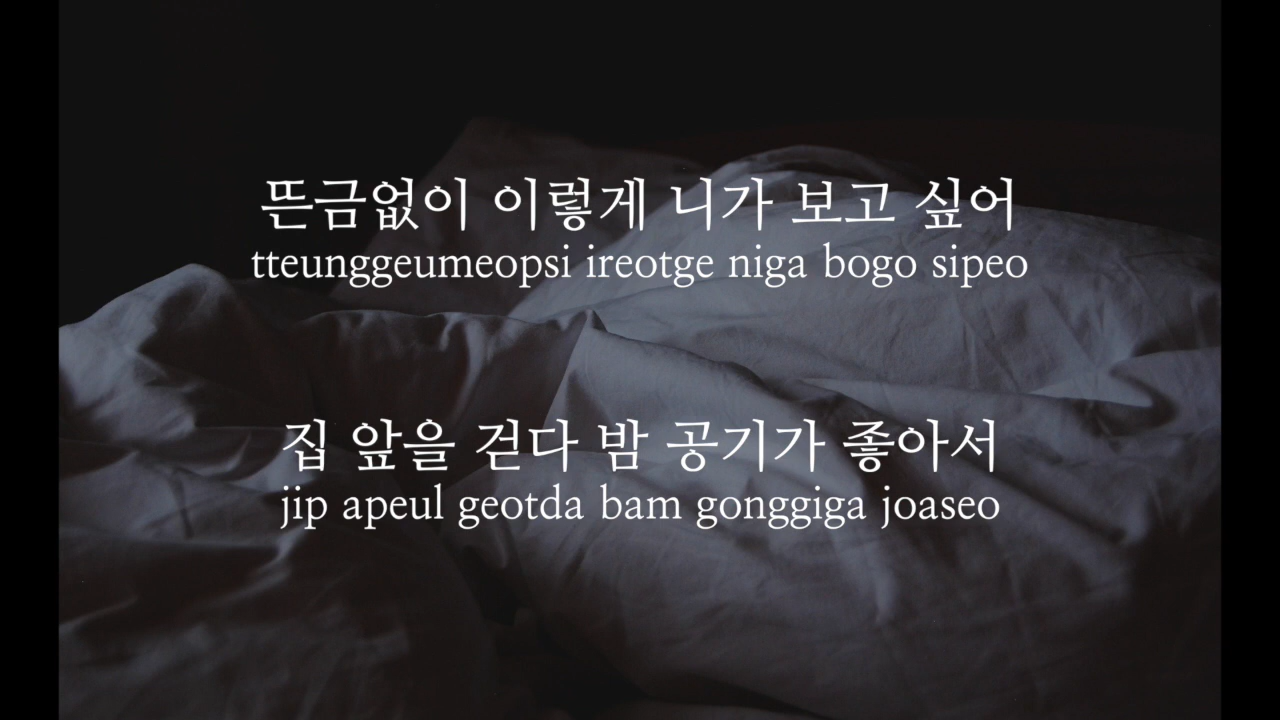 뜬금없이 이렇게 니가 보고 싶어
tteunggeumeopsi ireotge niga bogo sipeo
집 앞을 걷다 밤 공기가 좋아서
jip apeul geotda bam gonggiga joaseo